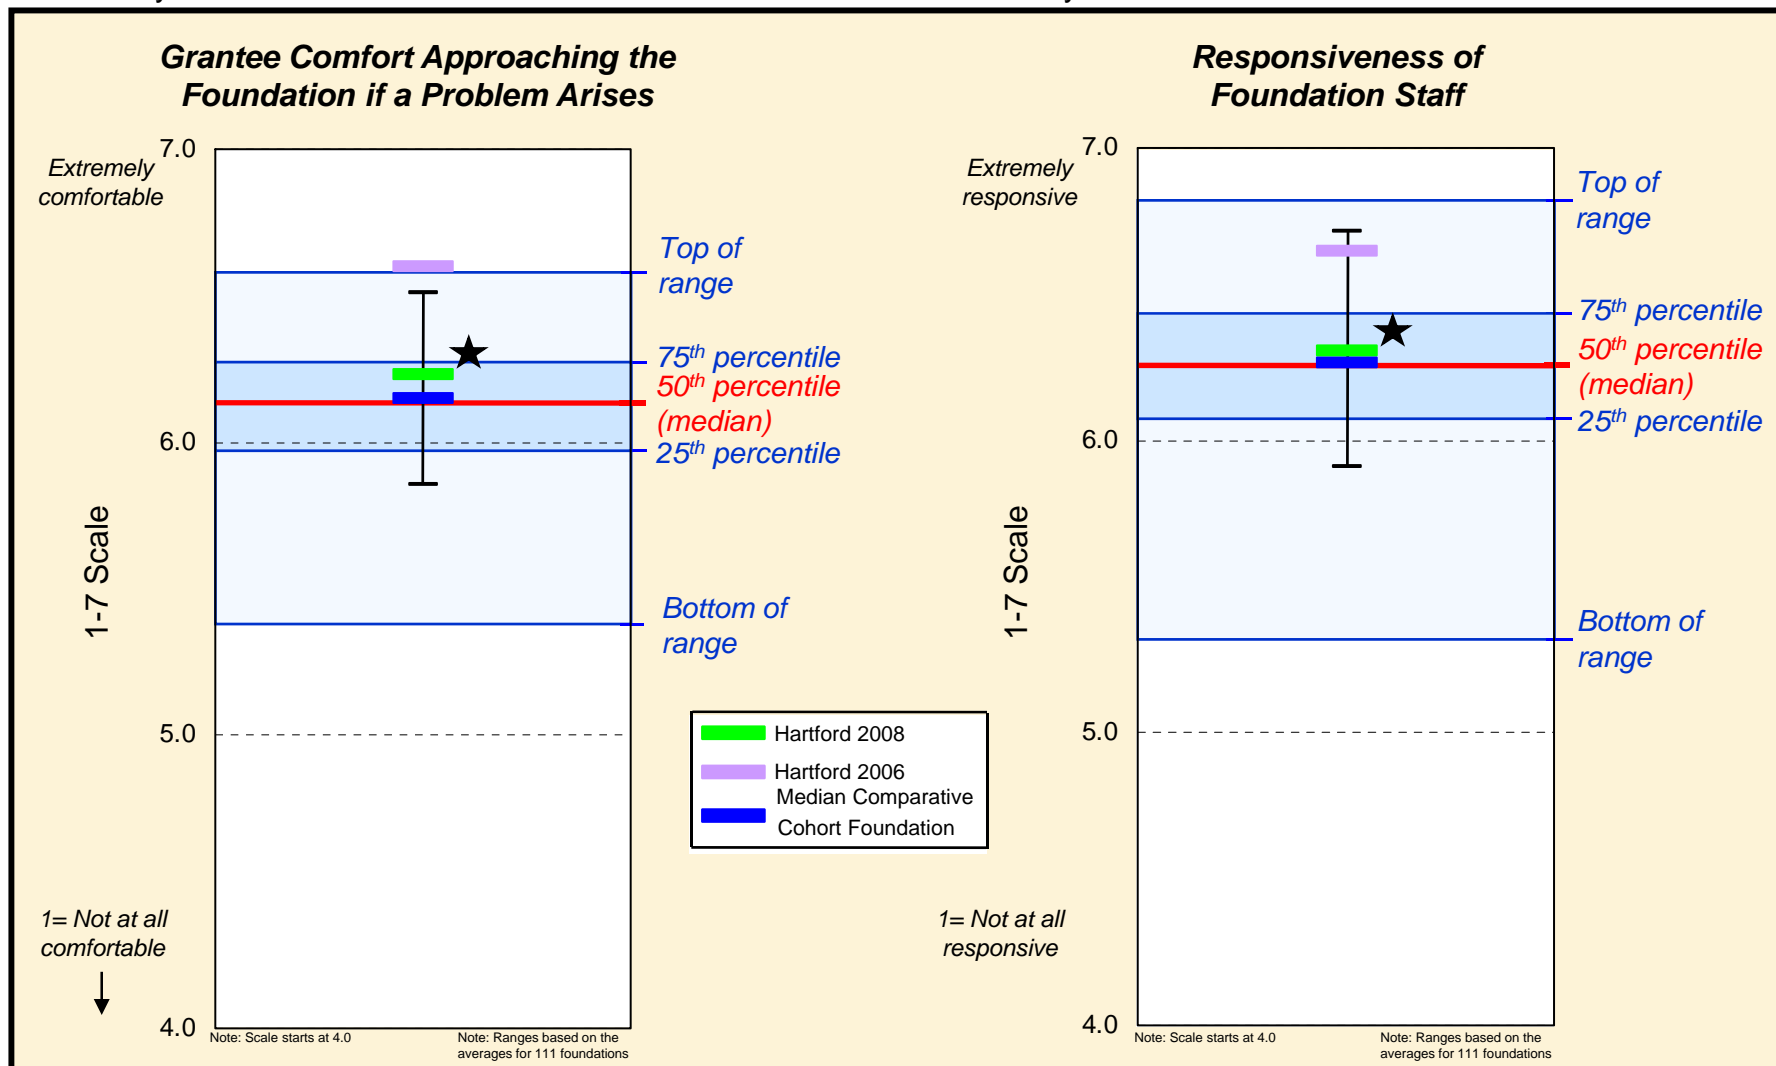 Grantee Comfort Approaching the
Foundation if a Problem Arises
7.0
Extremely
comfortable
Top of
range
75th percentile
50th percentile
(median)
6.0
25th percentile
1-7 Scale
Bottom of
range
5.0
1= Not at all
comfortable
4.0
Note: Scale starts at 4.0
Note: Ranges based on the
averages for 111 foundations
Hartford 2008
Hartford 2006
Median Comparative
Cohort Foundation
Responsiveness of
Foundation Staff
7.0
Extremely
responsive
Top of
range
75th percentile
50th percentile
(median)
25th percentile
6.0
1-7 Scale
Bottom of
range
5.0
1= Not at all
responsive
4.0
Note: Scale starts at 4.0
Note: Ranges based on the
averages for 111 foundations